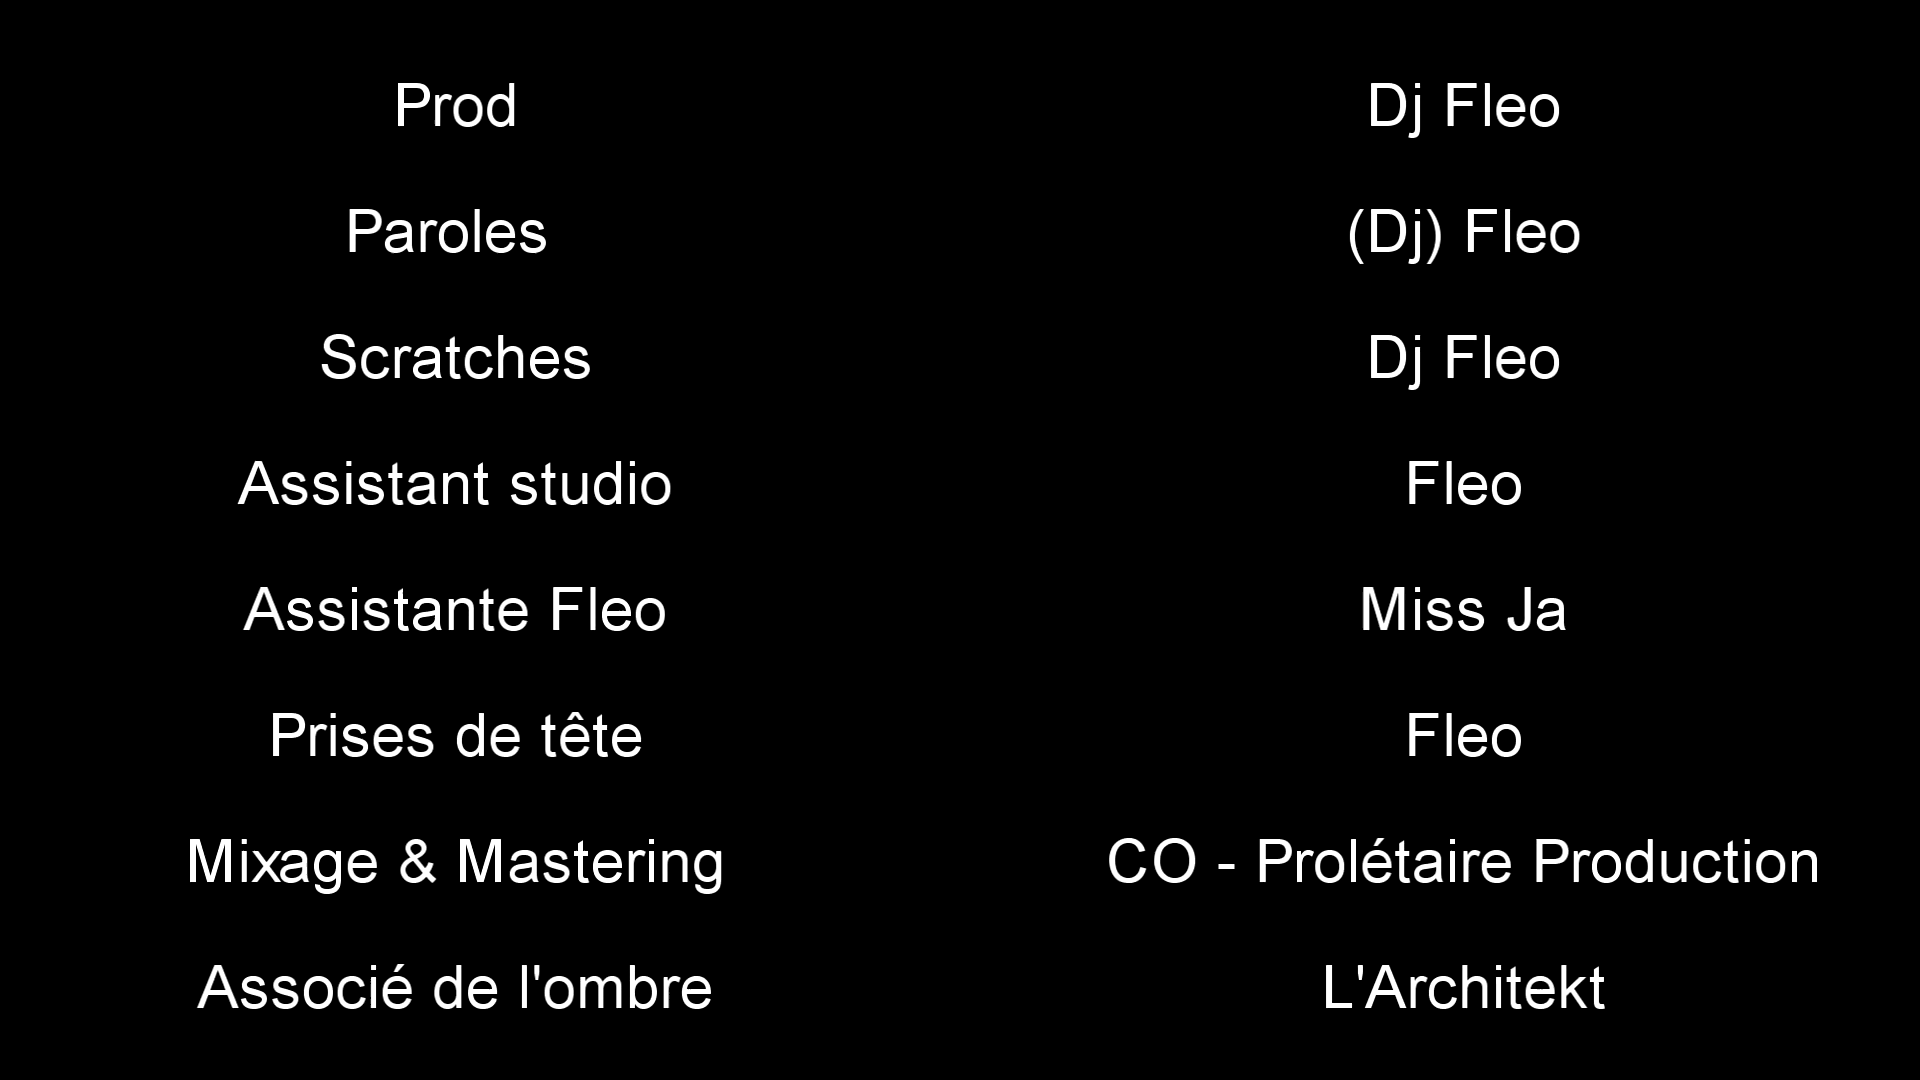 Prod Dj Fleo
Paroles (Dj) Fleo
Scratches Dj Fleo
Assistant studio Fleo
Assistante Fleo Miss Ja
Prises de tête Fleo
Mixage & Mastering CO - Prolétaire Production
Associé de l'ombre L'Architekt